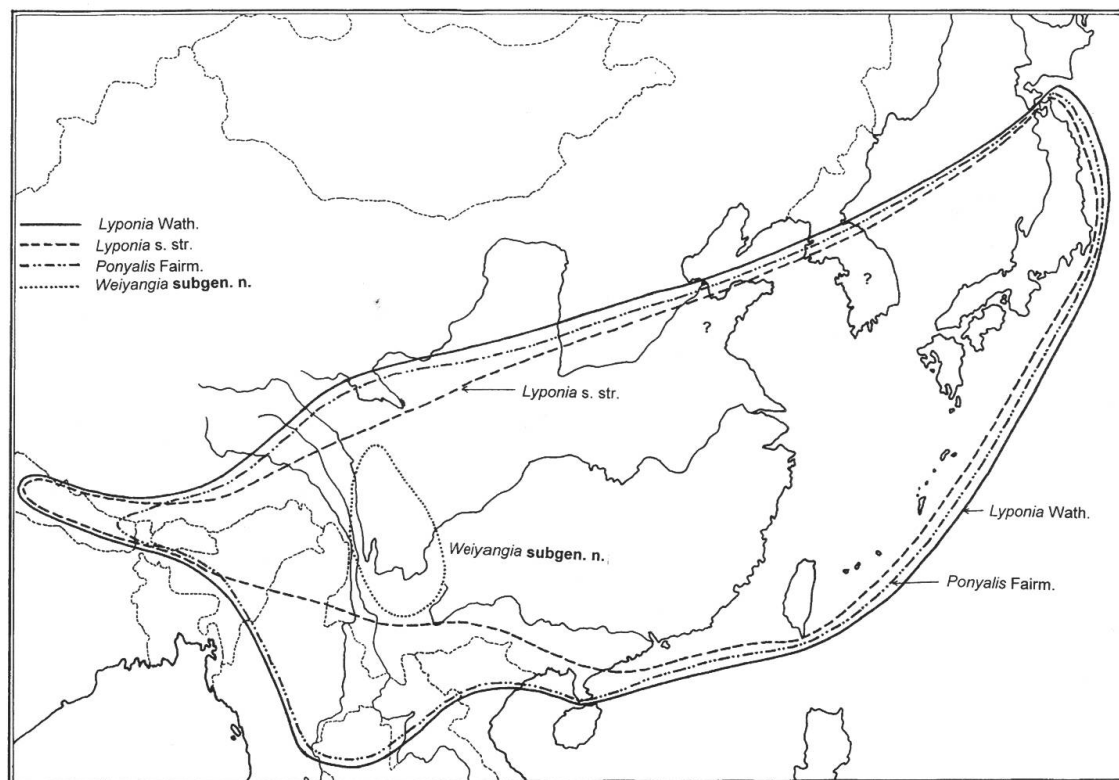 Lyponia Wath.
Lyponia s. str.
Ponyalis Fairm.
Weiyangia subgen. n.
?
?
Lyponia s. str.
Lyponia Wath.
Weiyangia subgen. n.
Ponyalis Fairm.